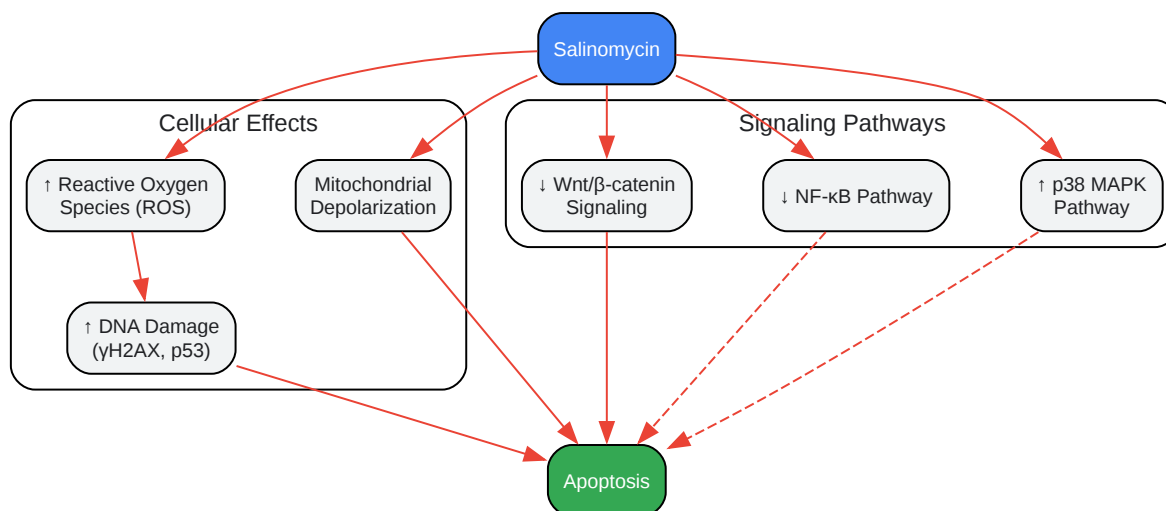 Salinomycin
Cellular Effects
Signaling Pathways
↑ Reactive Oxygen
Species (ROS)
Mitochondrial
Depolarization
↓ Wnt/β-catenin
Signaling
↓ NF-κB Pathway
↑ p38 MAPK
Pathway
↑ DNA Damage
(γH2AX, p53)
Apoptosis